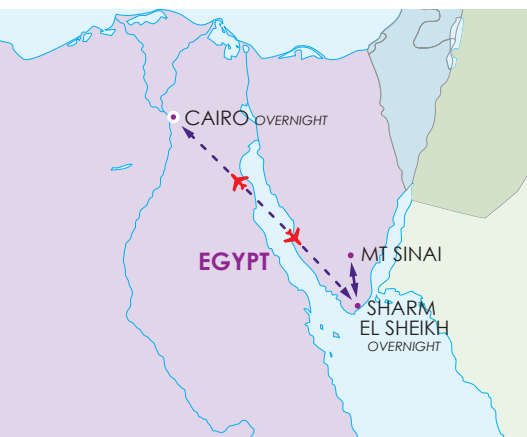 CAIRO OVERNIGHT
EGYPT
MT SINAI
SHARM
EL SHEIKH
OVERNIGHT